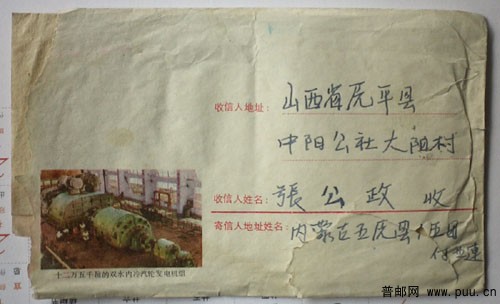 收信人地址: 山西省原平县
中阳公社大阳村
收信人姓名: 張公政 收
寄信人地址姓名: 内蒙古五原县
十二万五千瓩的双水内冷汽轮发电机组
普邮网
www.puu.cn